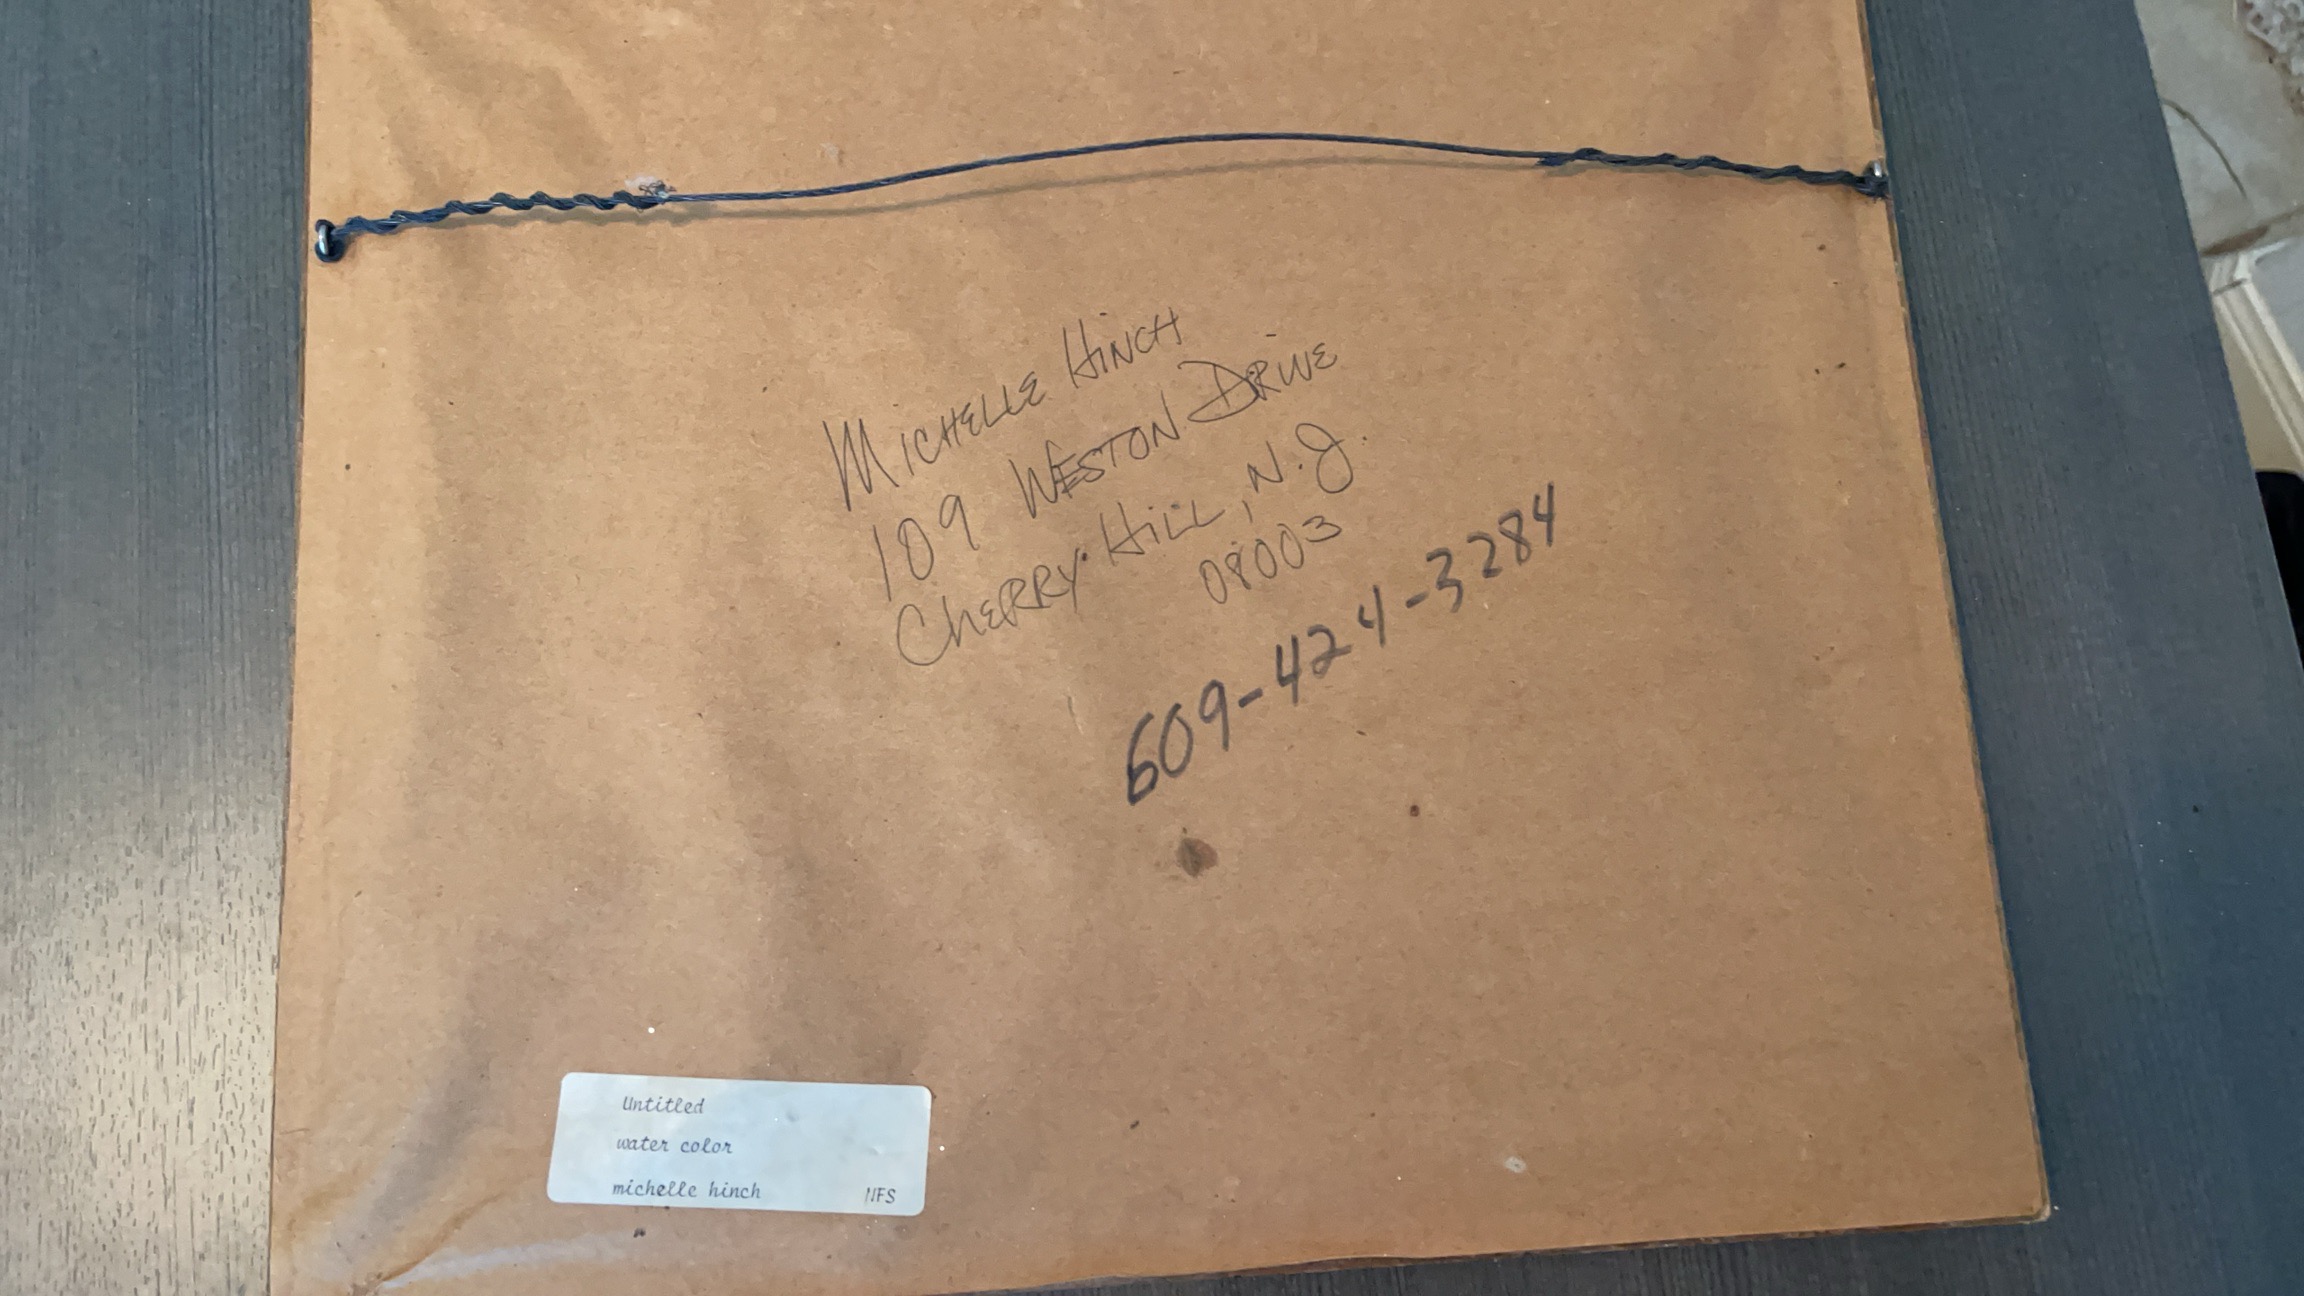 MICHELLE HINCH
109 WESTON DRIVE
CHERRY HILL, N.J.
08003
609-424-3284
Untitled
water color
michelle hinch NFS